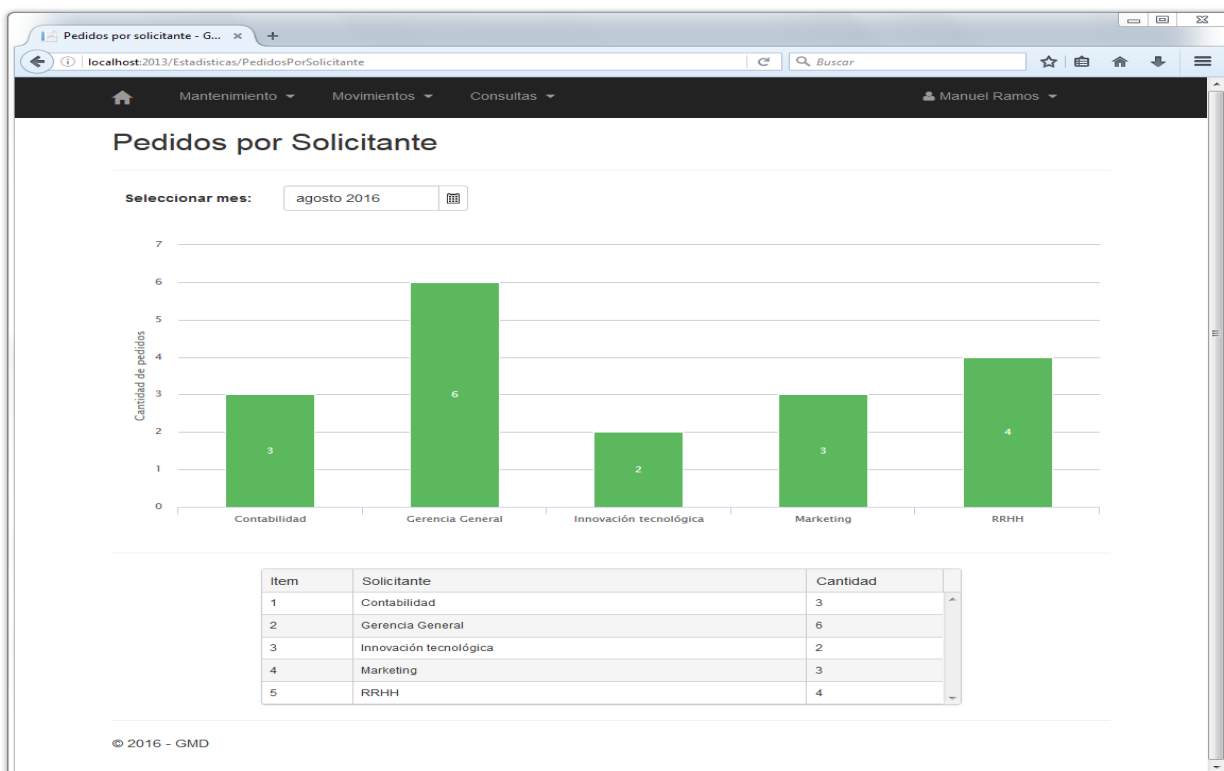 Pedidos por solicitante - G... × +
localhost:2013/Estadisticas/PedidosPorSolicitante
Buscar
Mantenimiento Movimientos Consultas Manuel Ramos
Pedidos por Solicitante
Seleccionar mes: agosto 2016
Cantidad de pedidos
7
6
5
4
3
2
1
0
3
6
2
3
4
Contabilidad Gerencia General Innovación tecnológica Marketing RRHH
Item Solicitante Cantidad
1 Contabilidad 3
2 Gerencia General 6
3 Innovación tecnológica 2
4 Marketing 3
5 RRHH 4
© 2016 - GMD